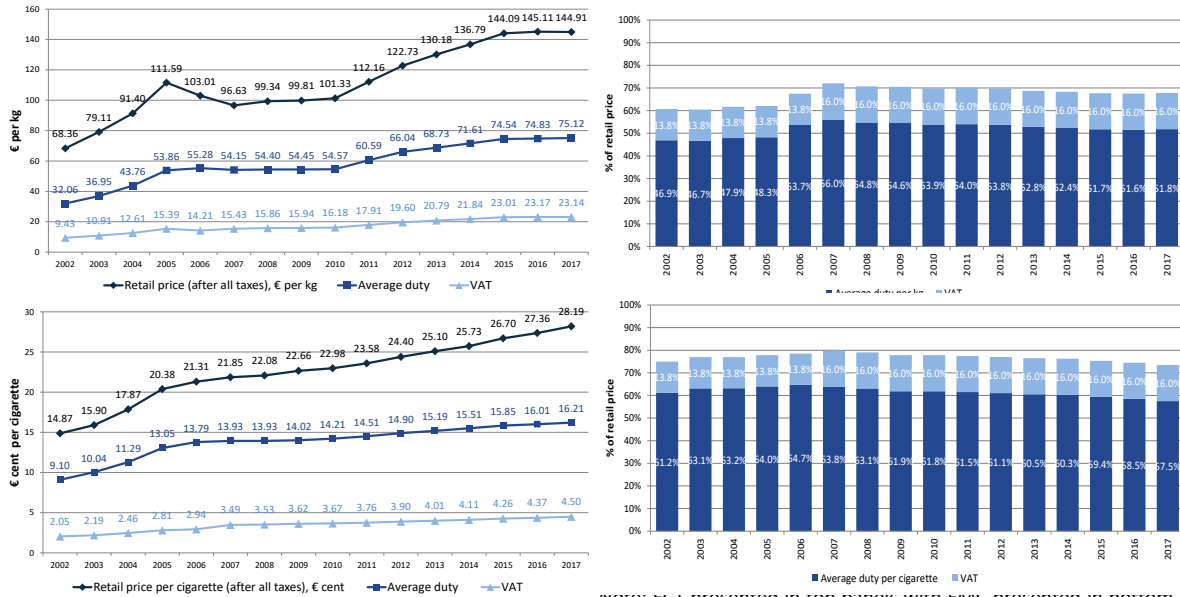 160
140
120
100
80
60
40
20
0
€ per kg
68.36 79.11 91.40 111.59 103.01 96.63 99.34 99.81 101.33 112.16 122.73 130.18 136.79 144.09 145.11 144.91
32.06 36.95 43.76 53.86 55.28 54.15 54.40 54.45 54.57 60.59 66.04 68.73 71.61 74.54 74.83 75.12
9.43 10.91 12.61 15.39 14.21 15.43 15.86 15.94 16.18 17.91 19.60 20.79 21.84 23.01 23.17 23.14
2002 2003 2004 2005 2006 2007 2008 2009 2010 2011 2012 2013 2014 2015 2016 2017
Retail price (after all taxes), € per kg Average duty VAT
100%
90%
80%
70%
60%
50%
40%
30%
20%
10%
0%
% of retail price
13.8% 13.8% 13.8% 13.8% 13.8% 16.0% 16.0% 16.0% 16.0% 16.0% 16.0% 16.0% 16.0% 16.0% 16.0% 16.0%
46.9% 46.7% 47.9% 48.3% 53.7% 56.0% 54.8% 54.6% 53.9% 54.0% 53.8% 52.8% 52.4% 51.7% 51.6% 51.8%
2002 2003 2004 2005 2006 2007 2008 2009 2010 2011 2012 2013 2014 2015 2016 2017
Average duty per kg VAT
30
25
20
15
10
5
0
€ cent per cigarette
14.87 15.90 17.87 20.38 21.31 21.85 22.08 22.66 22.98 23.58 24.40 25.10 25.73 26.70 27.36 28.19
9.10 10.04 11.29 13.05 13.79 13.93 13.93 14.02 14.21 14.51 14.90 15.19 15.51 15.85 16.01 16.21
2.05 2.19 2.46 2.81 2.94 3.49 3.53 3.62 3.67 3.76 3.90 4.01 4.11 4.26 4.37 4.50
2002 2003 2004 2005 2006 2007 2008 2009 2010 2011 2012 2013 2014 2015 2016 2017
Retail price per cigarette (after all taxes), € cent Average duty VAT
100%
90%
80%
70%
60%
50%
40%
30%
20%
10%
0%
% of retail price
13.8% 13.8% 13.8% 13.8% 13.8% 16.0% 16.0% 16.0% 16.0% 16.0% 16.0% 16.0% 16.0% 16.0% 16.0% 16.0%
61.2% 63.1% 63.2% 64.0% 64.7% 63.8% 63.1% 61.9% 61.8% 61.5% 61.1% 60.5% 60.3% 59.4% 58.5% 57.5%
2002 2003 2004 2005 2006 2007 2008 2009 2010 2011 2012 2013 2014 2015 2016 2017
Average duty per cigarette VAT